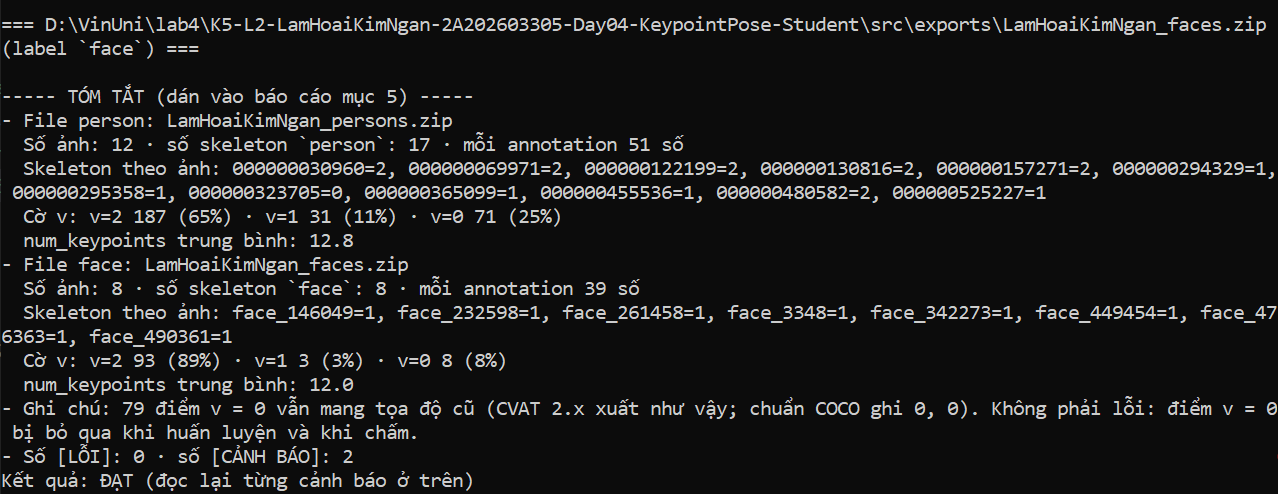 === D:\VinUni\lab4\K5-L2-LamHoaiKimNgan-2A202603305-Day04-KeypointPose-Student\src\exports\LamHoaiKimNgan_faces.zip
(label `face`) ===
----- TÓM TẮT (dán vào báo cáo mục 5) -----
- File person: LamHoaiKimNgan_persons.zip
Số ảnh: 12 · số skeleton `person`: 17 · mỗi annotation 51 số
Skeleton theo ảnh: 000000030960=2, 000000069971=2, 000000122199=2, 000000130816=2, 000000157271=2, 000000294329=1,
000000295358=1, 000000323705=0, 000000365099=1, 000000455536=1, 000000480582=2, 000000525227=1
Cờ v: v=2 187 (65%) · v=1 31 (11%) · v=0 71 (25%)
num_keypoints trung bình: 12.8
- File face: LamHoaiKimNgan_faces.zip
Số ảnh: 8 · số skeleton `face`: 8 · mỗi annotation 39 số
Skeleton theo ảnh: face_146049=1, face_232598=1, face_261458=1, face_3348=1, face_342273=1, face_449454=1, face_47
6363=1, face_490361=1
Cờ v: v=2 93 (89%) · v=1 3 (3%) · v=0 8 (8%)
num_keypoints trung bình: 12.0
- Ghi chú: 79 điểm v = 0 vẫn mang tọa độ cũ (CVAT 2.x xuất như vậy; chuẩn COCO ghi 0, 0). Không phải lỗi: điểm v = 0
bị bỏ qua khi huấn luyện và khi chấm.
- Số [LỖI]: 0 · số [CẢNH BÁO]: 2
Kết quả: ĐẠT (đọc lại từng cảnh báo ở trên)